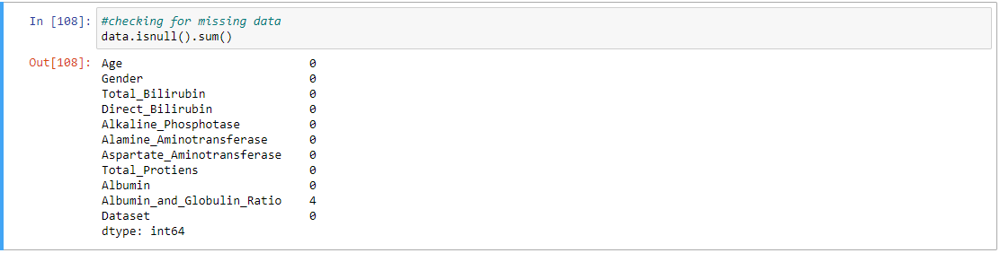 In [108]: #checking for missing data
data.isnull().sum()
Out[108]: Age 0
Gender 0
Total_Bilirubin 0
Direct_Bilirubin 0
Alkaline_Phosphotase 0
Alamine_Aminotransferase 0
Aspartate_Aminotransferase 0
Total_Protiens 0
Albumin 0
Albumin_and_Globulin_Ratio 4
Dataset 0
dtype: int64